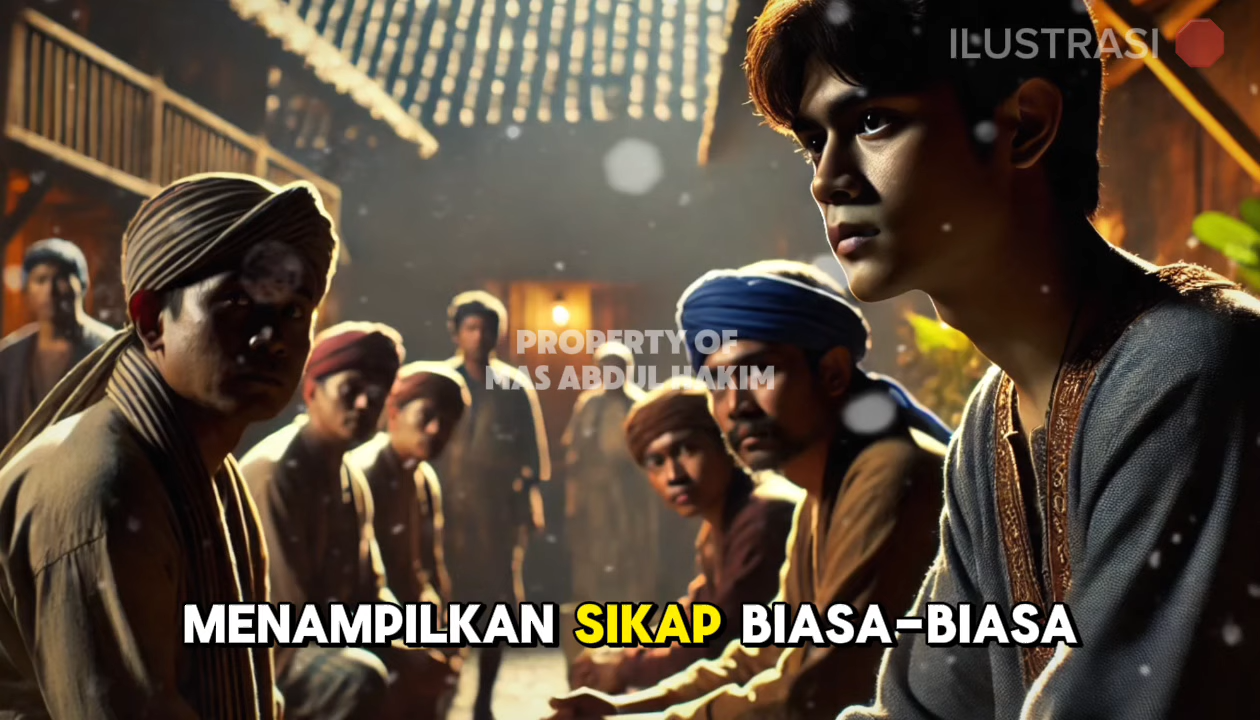 ILUSTRASI
PROPERTY OF
MAS ABDUL HAKIM
MENAMPILKAN SIKAP BIASA-BIASA